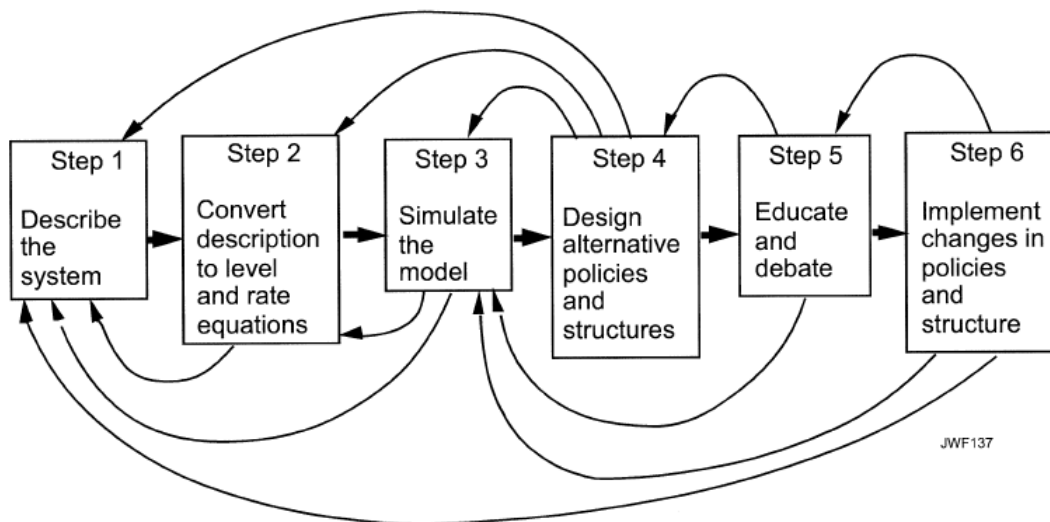 Step 1
Describe
the
system
Step 2
Convert
description
to level
and rate
equations
Step 3
Simulate
the
model
Step 4
Design
alternative
policies
and
structures
Step 5
Educate
and
debate
Step 6
Implement
changes in
policies
and
structure
JWF137